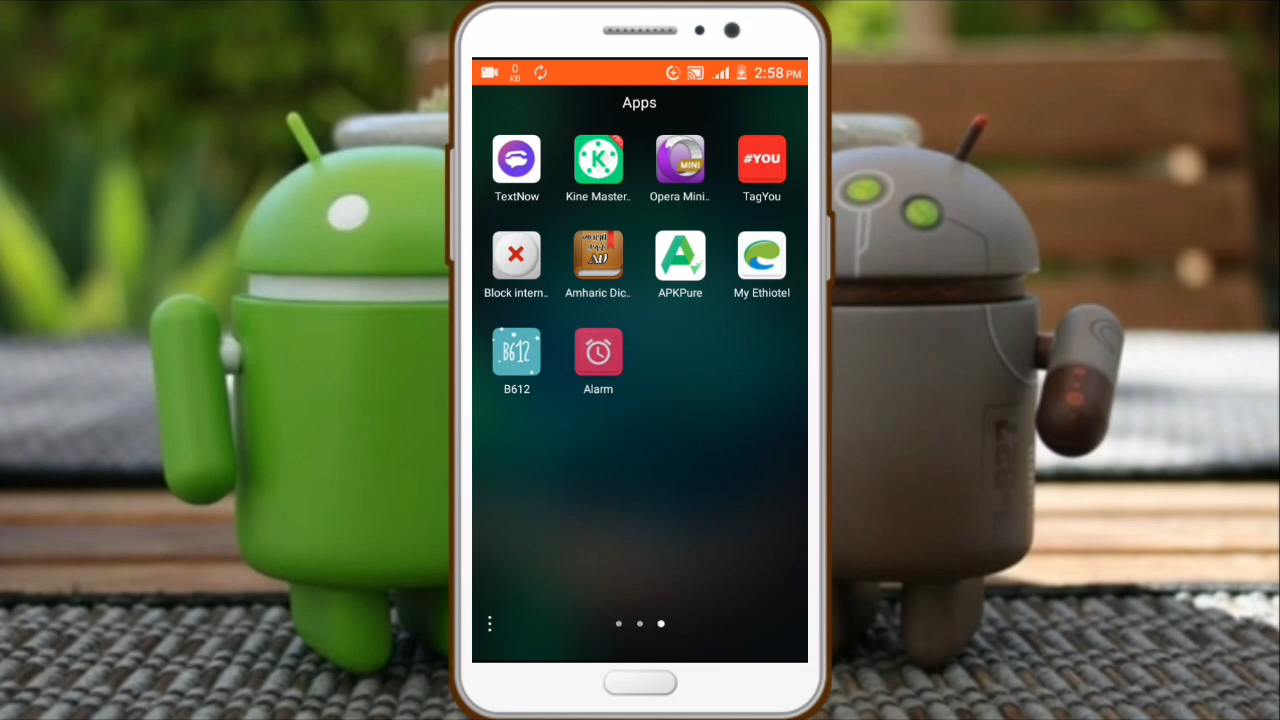 0
KB
2:58 PM
Apps
#YOU
K
MINI
TextNow
Kine Master..
Opera Mini..
TagYou
Block intern..
Amharic Dic..
APKPure
My Ethiotel
B612
B612
Alarm